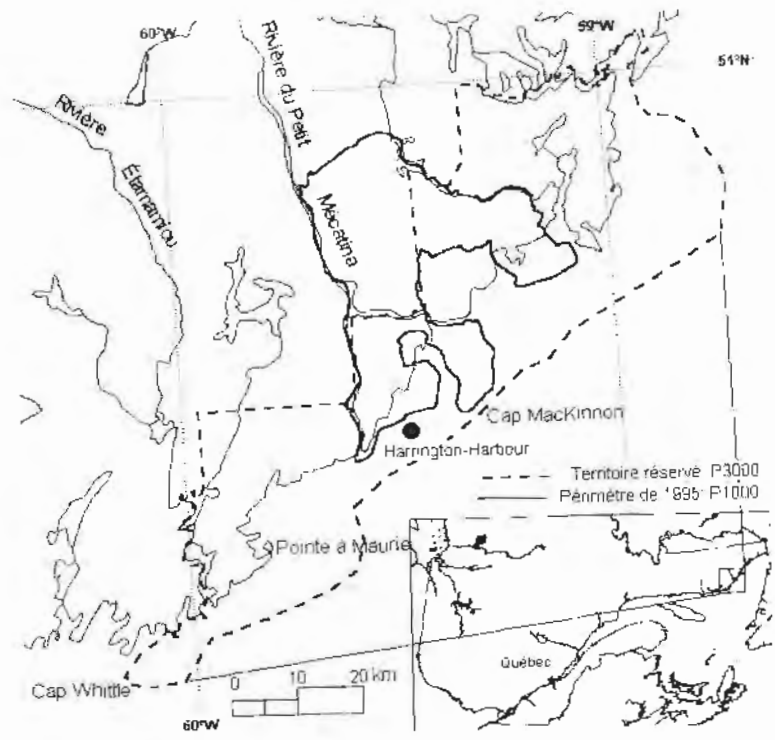 60°W
59°W
51°N
Rivière
Étamamiou
Rivière du Petit
Mécatina
Cap MacKinnon
Harrington-Harbour
Territoire réservé P3000
Périmètre de 1995: P1000
Pointe à Maurie
Québec
Cap Whittle
0 10 20 km
60°W